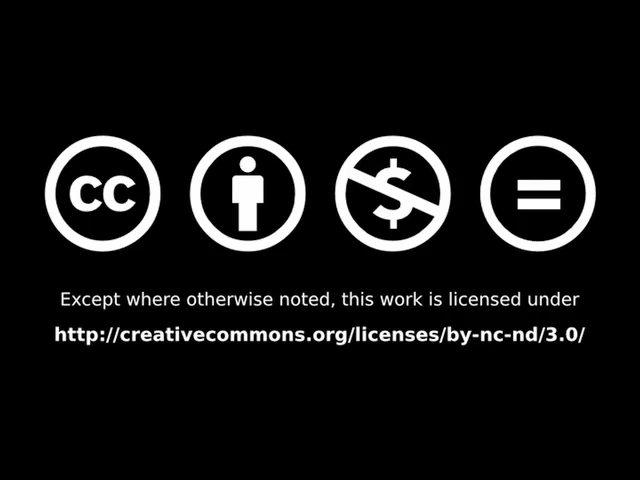 cc
$
=
Except where otherwise noted, this work is licensed under
http://creativecommons.org/licenses/by-nc-nd/3.0/